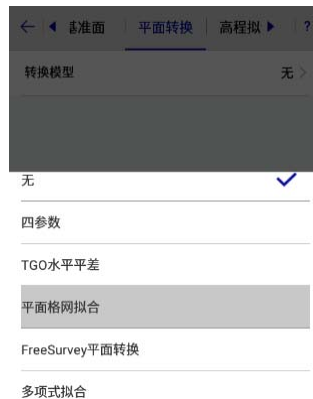 基准面 平面转换 高程拟 ?
转换模型 无
无
四参数
TGO水平平差
平面格网拟合
FreeSurvey平面转换
多项式拟合